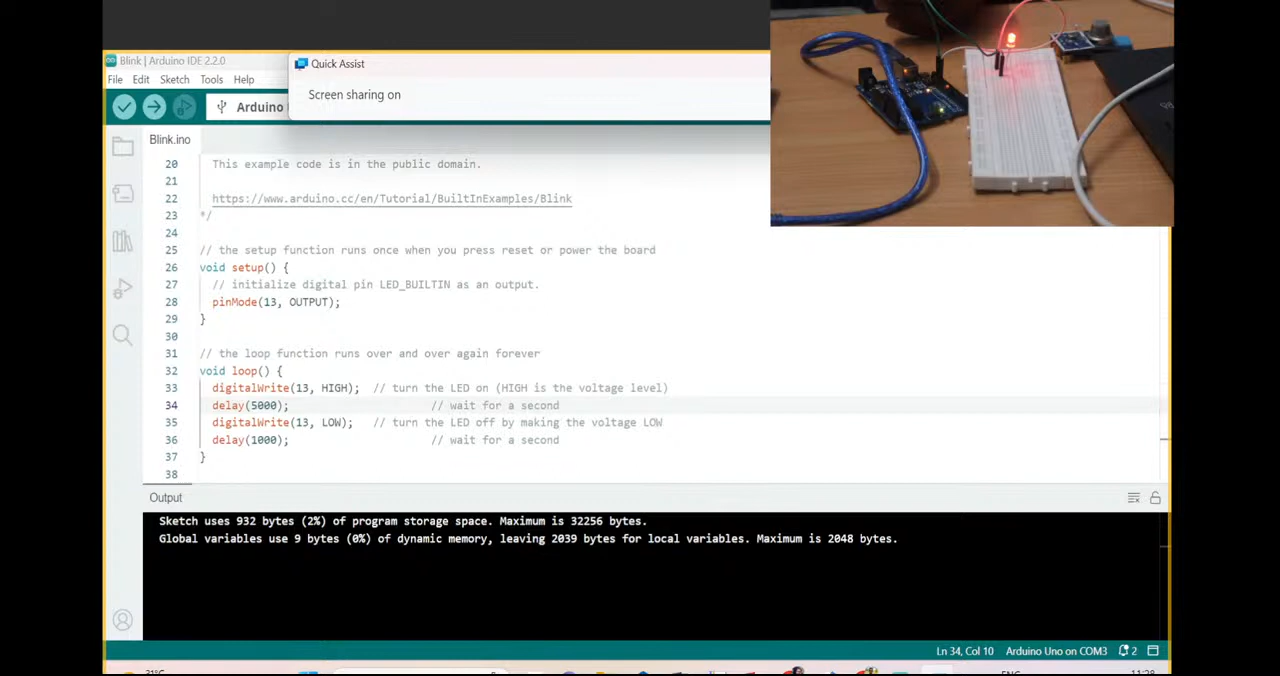 Blink | Arduino IDE 2.2.0
File Edit Sketch Tools Help
Quick Assist
Screen sharing on
Arduino
Blink.ino
20 This example code is in the public domain.
21
22 https://www.arduino.cc/en/Tutorial/BuiltInExamples/Blink
23 */
24
25 // the setup function runs once when you press reset or power the board
26 void setup() {
27 // initialize digital pin LED_BUILTIN as an output.
28 pinMode(13, OUTPUT);
29 }
30
31 // the loop function runs over and over again forever
32 void loop() {
33 digitalWrite(13, HIGH); // turn the LED on (HIGH is the voltage level)
34 delay(5000); // wait for a second
35 digitalWrite(13, LOW); // turn the LED off by making the voltage LOW
36 delay(1000); // wait for a second
37 }
38
Output
Sketch uses 932 bytes (2%) of program storage space. Maximum is 32256 bytes.
Global variables use 9 bytes (0%) of dynamic memory, leaving 2039 bytes for local variables. Maximum is 2048 bytes.
Ln 34, Col 10 Arduino Uno on COM3 2